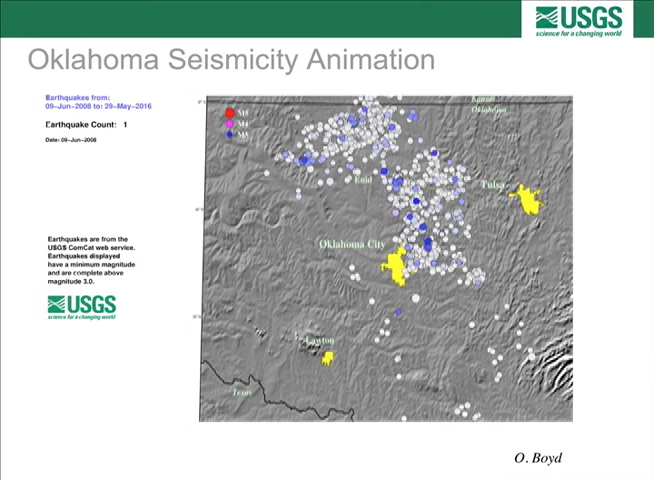 USGS
science for a changing world
Oklahoma Seismicity Animation
Earthquakes from:
09-Jun-2008 to: 29-May-2016
Earthquake Count: 1
Date: 09-Jun-2008
M5
M4
M3
Kansas
Oklahoma
Enid
Tulsa
Oklahoma City
Earthquakes are from the
USGS ComCat web service.
Earthquakes displayed
have a minimum magnitude
and are complete above
magnitude 3.0.
USGS
science for a changing world
Lawton
Texas
O. Boyd